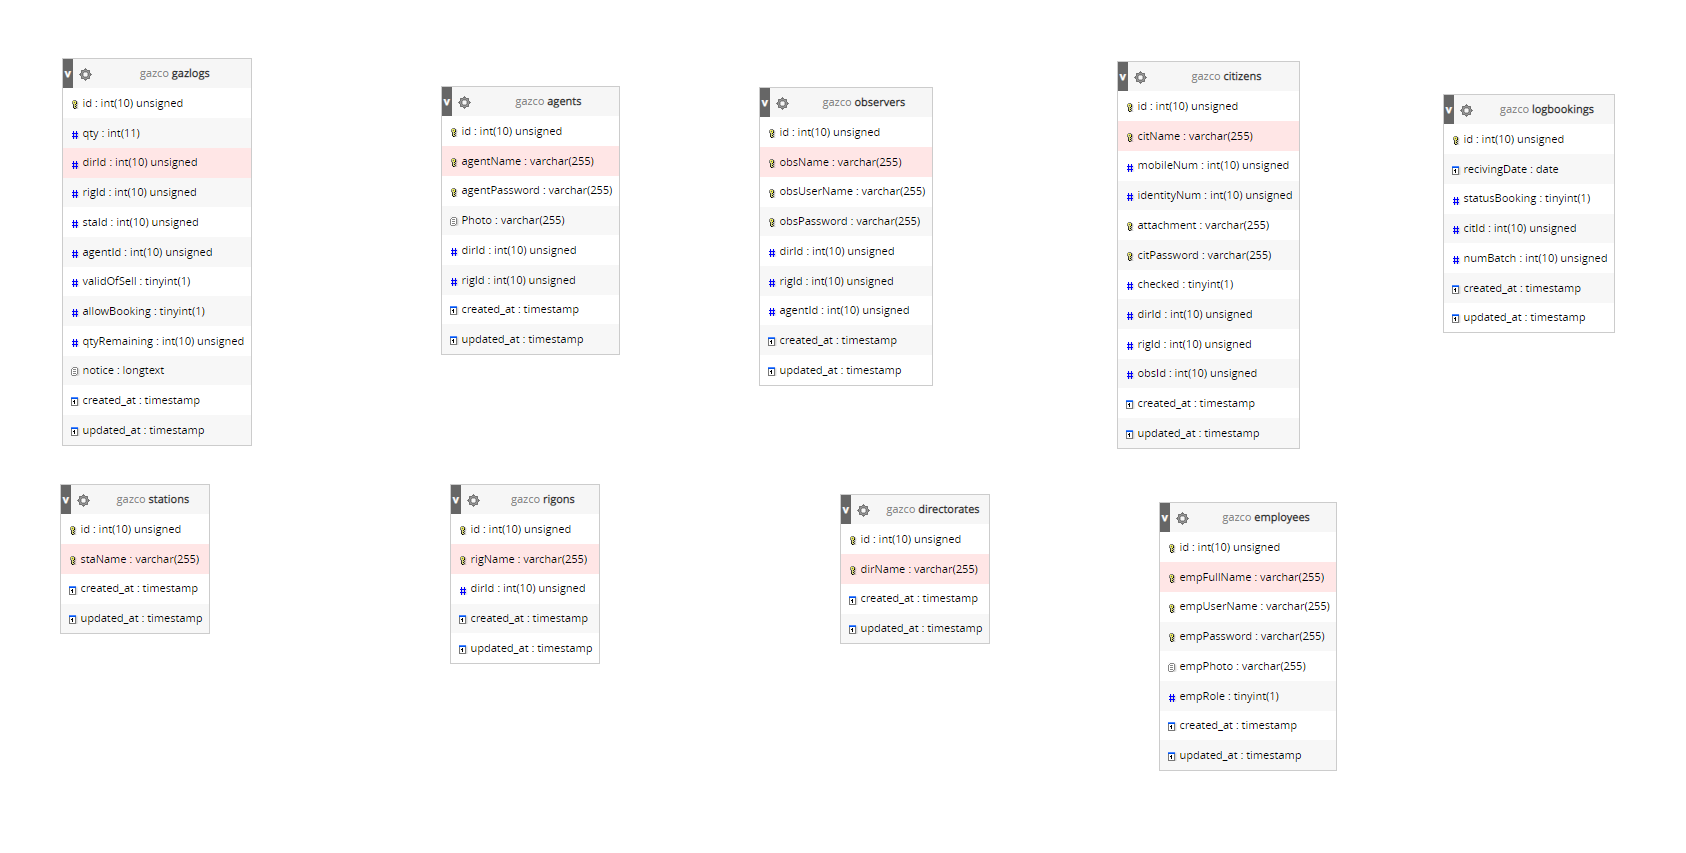 v gazco gazlogs
id : int(10) unsigned
# qty : int(11)
# dirId : int(10) unsigned
# rigId : int(10) unsigned
# staId : int(10) unsigned
# agentId : int(10) unsigned
# validOfSell : tinyint(1)
# allowBooking : tinyint(1)
# qtyRemaining : int(10) unsigned
notice : longtext
created_at : timestamp
updated_at : timestamp
v gazco agents
id : int(10) unsigned
agentName : varchar(255)
agentPassword : varchar(255)
Photo : varchar(255)
# dirId : int(10) unsigned
# rigId : int(10) unsigned
created_at : timestamp
updated_at : timestamp
v gazco observers
id : int(10) unsigned
obsName : varchar(255)
obsUserName : varchar(255)
obsPassword : varchar(255)
# dirId : int(10) unsigned
# rigId : int(10) unsigned
# agentId : int(10) unsigned
created_at : timestamp
updated_at : timestamp
v gazco citizens
id : int(10) unsigned
citName : varchar(255)
# mobileNum : int(10) unsigned
# identityNum : int(10) unsigned
attachment : varchar(255)
citPassword : varchar(255)
# checked : tinyint(1)
# dirId : int(10) unsigned
# rigId : int(10) unsigned
# obsId : int(10) unsigned
created_at : timestamp
updated_at : timestamp
v gazco logbookings
id : int(10) unsigned
recivingDate : date
# statusBooking : tinyint(1)
# citId : int(10) unsigned
# numBatch : int(10) unsigned
created_at : timestamp
updated_at : timestamp
v gazco stations
id : int(10) unsigned
staName : varchar(255)
created_at : timestamp
updated_at : timestamp
v gazco rigons
id : int(10) unsigned
rigName : varchar(255)
# dirId : int(10) unsigned
created_at : timestamp
updated_at : timestamp
v gazco directorates
id : int(10) unsigned
dirName : varchar(255)
created_at : timestamp
updated_at : timestamp
v gazco employees
id : int(10) unsigned
empFullName : varchar(255)
empUserName : varchar(255)
empPassword : varchar(255)
empPhoto : varchar(255)
# empRole : tinyint(1)
created_at : timestamp
updated_at : timestamp